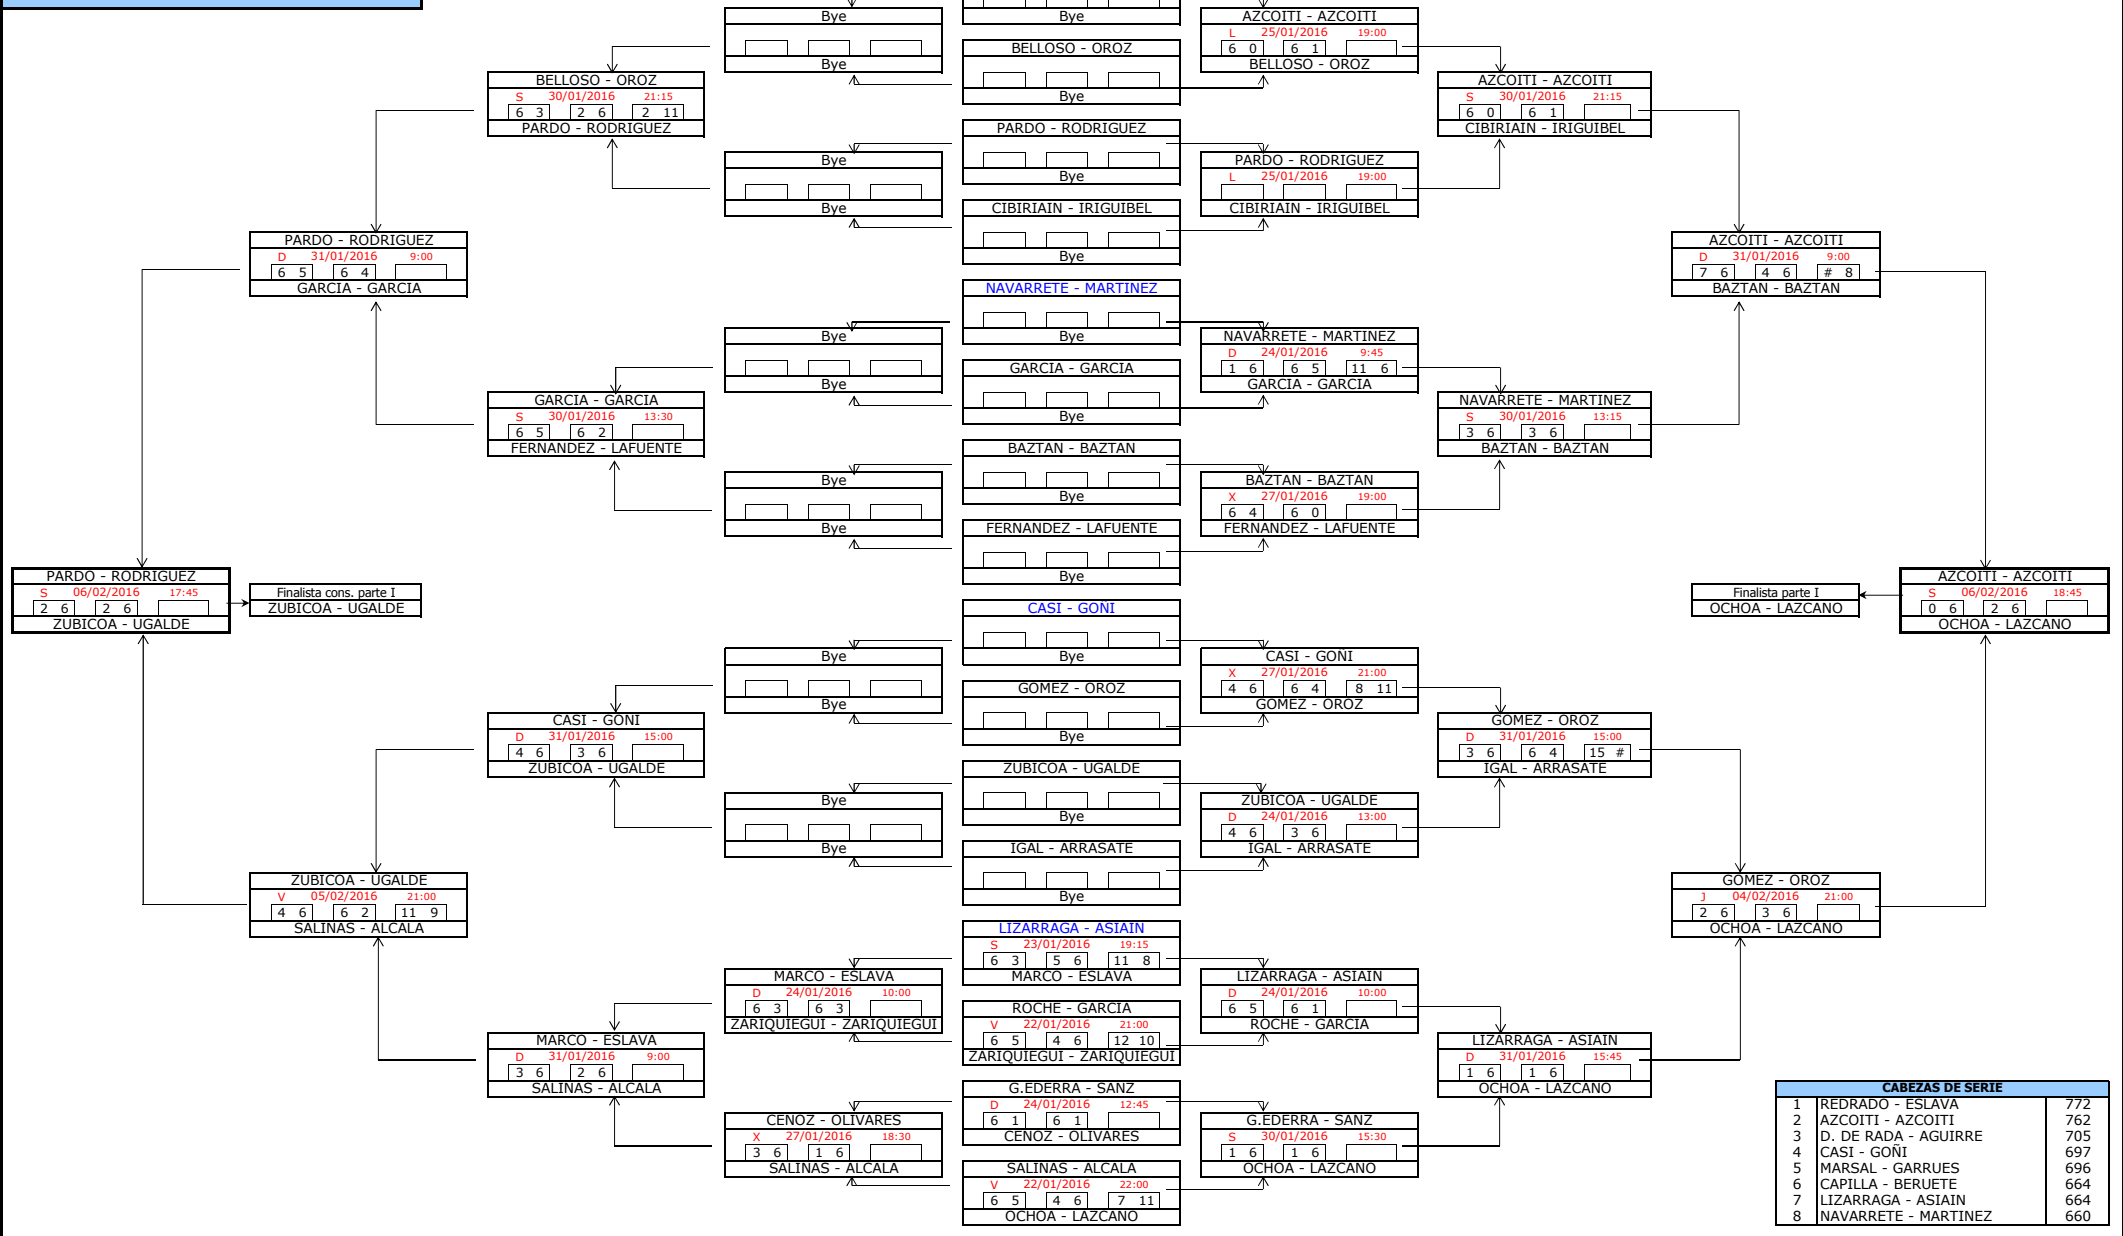 Bye
BELLOSO - OROZ
S 30/01/2016 21:15
6 3 2 6 2 11
PARDO - RODRIGUEZ
Bye
Bye
Bye
PARDO - RODRIGUEZ
D 31/01/2016 9:00
6 5 6 4
GARCIA - GARCIA
Bye
GARCIA - GARCIA
S 30/01/2016 13:30
6 5 6 2
FERNANDEZ - LAFUENTE
Bye
Bye
Bye
PARDO - RODRIGUEZ
S 06/02/2016 17:45
2 6 2 6
ZUBICOA - UGALDE
Finalista cons. parte I
ZUBICOA - UGALDE
Bye
Bye
CASI - GOÑI
D 31/01/2016 15:00
4 6 3 6
ZUBICOA - UGALDE
Bye
Bye
ZUBICOA - UGALDE
V 05/02/2016 21:00
4 6 6 2 11 9
SALINAS - ALCALA
MARCO - ESLAVA
D 24/01/2016 10:00
6 3 6 3
ZARIQUIEGUI - ZARIQUIEGUI
MARCO - ESLAVA
D 31/01/2016 9:00
3 6 2 6
SALINAS - ALCALA
CENOZ - OLIVARES
X 27/01/2016 18:30
3 6 1 6
SALINAS - ALCALA
Bye
BELLOSO - OROZ
Bye
PARDO - RODRIGUEZ
Bye
CIBIRIAIN - IRIGUIBEL
Bye
NAVARRETE - MARTINEZ
Bye
GARCIA - GARCIA
Bye
BAZTAN - BAZTAN
Bye
FERNANDEZ - LAFUENTE
Bye
CASI - GOÑI
Bye
GOMEZ - OROZ
Bye
ZUBICOA - UGALDE
Bye
IGAL - ARRASATE
Bye
LIZARRAGA - ASIAIN
S 23/01/2016 19:15
6 3 5 6 11 8
MARCO - ESLAVA
ROCHE - GARCIA
V 22/01/2016 21:00
6 5 4 6 12 10
ZARIQUIEGUI - ZARIQUIEGUI
G.EDERRA - SANZ
D 24/01/2016 12:45
6 1 6 1
CENOZ - OLIVARES
SALINAS - ALCALA
V 22/01/2016 22:00
6 5 4 6 7 11
OCHOA - LAZCANO
AZCOITI - AZCOITI
L 25/01/2016 19:00
6 0 6 1
BELLOSO - OROZ
PARDO - RODRIGUEZ
L 25/01/2016 19:00
CIBIRIAIN - IRIGUIBEL
NAVARRETE - MARTINEZ
D 24/01/2016 9:45
1 6 6 5 11 6
GARCIA - GARCIA
BAZTAN - BAZTAN
X 27/01/2016 19:00
6 4 6 0
FERNANDEZ - LAFUENTE
CASI - GOÑI
X 27/01/2016 21:00
4 6 6 4 8 11
GOMEZ - OROZ
ZUBICOA - UGALDE
D 24/01/2016 13:00
4 6 3 6
IGAL - ARRASATE
LIZARRAGA - ASIAIN
D 24/01/2016 10:00
6 5 6 1
ROCHE - GARCIA
G.EDERRA - SANZ
S 30/01/2016 15:30
1 6 1 6
OCHOA - LAZCANO
AZCOITI - AZCOITI
S 30/01/2016 21:15
6 0 6 1
CIBIRIAIN - IRIGUIBEL
NAVARRETE - MARTINEZ
S 30/01/2016 13:15
3 6 3 6
BAZTAN - BAZTAN
GOMEZ - OROZ
D 31/01/2016 15:00
3 6 6 4 15 #
IGAL - ARRASATE
LIZARRAGA - ASIAIN
D 31/01/2016 15:45
1 6 1 6
OCHOA - LAZCANO
AZCOITI - AZCOITI
D 31/01/2016 9:00
7 6 4 6 # 8
BAZTAN - BAZTAN
GOMEZ - OROZ
J 04/02/2016 21:00
2 6 3 6
OCHOA - LAZCANO
Finalista parte I
OCHOA - LAZCANO
AZCOITI - AZCOITI
S 06/02/2016 18:45
0 6 2 6
OCHOA - LAZCANO
CABEZAS DE SERIE
1 REDRADO - ESLAVA 772
2 AZCOITI - AZCOITI 762
3 D. DE RADA - AGUIRRE 705
4 CASI - GOÑI 697
5 MARSAL - GARRUES 696
6 CAPILLA - BERUETE 664
7 LIZARRAGA - ASIAIN 664
8 NAVARRETE - MARTINEZ 660